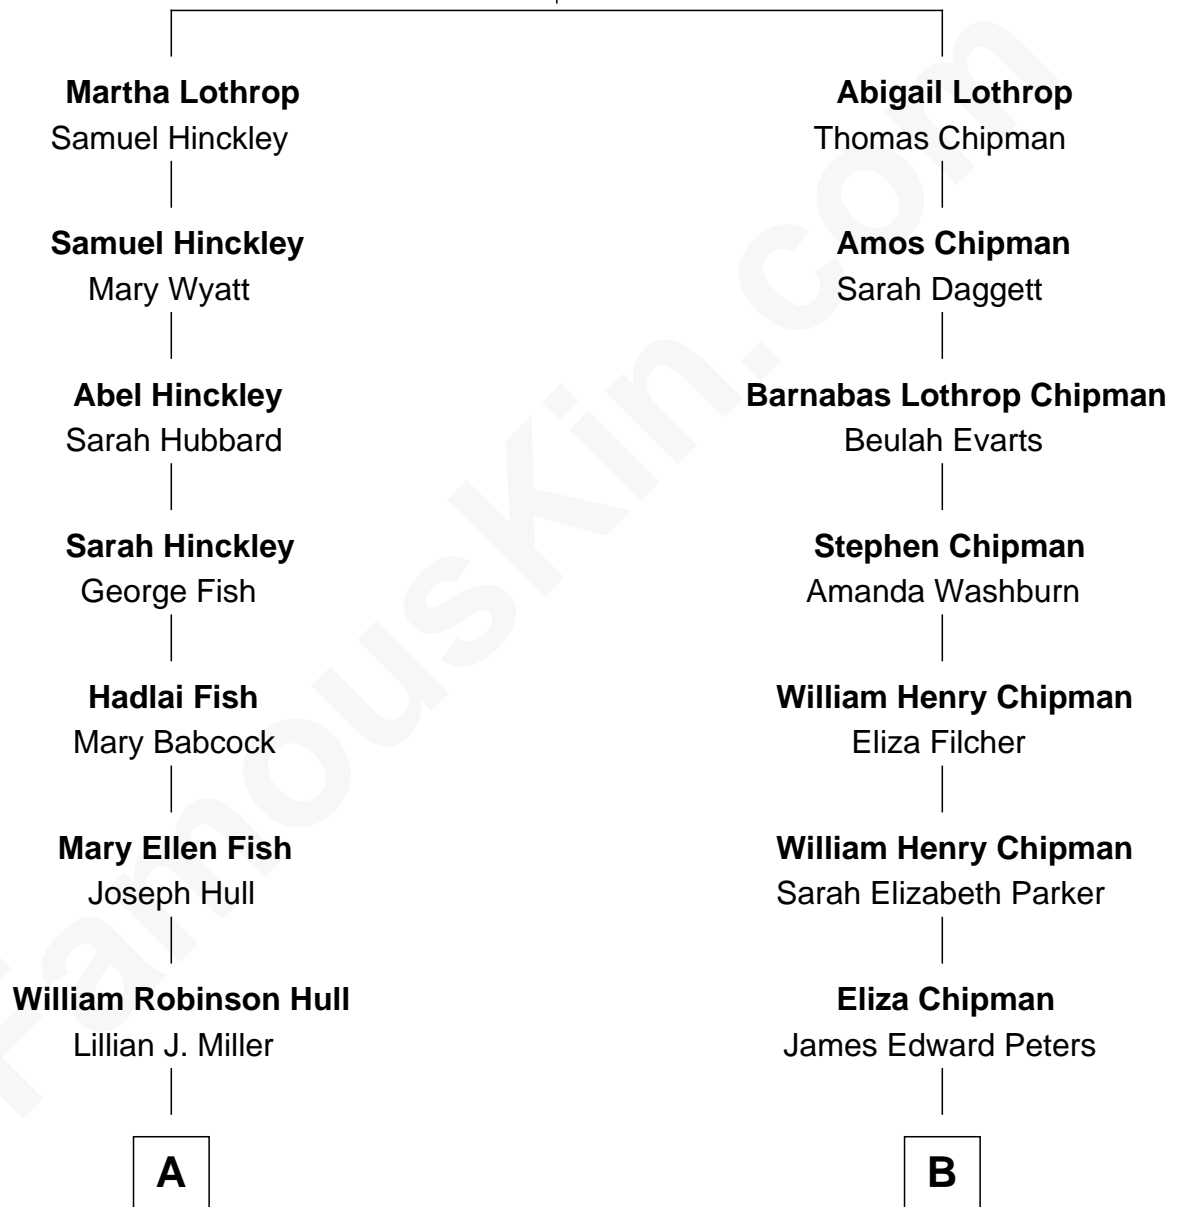 Martha Lothrop
Samuel Hinckley
Samuel Hinckley
Mary Wyatt
Abel Hinckley
Sarah Hubbard
Sarah Hinckley
George Fish
Hadlai Fish
Mary Babcock
Mary Ellen Fish
Joseph Hull
William Robinson Hull
Lillian J. Miller
A
Abigail Lothrop
Thomas Chipman
Amos Chipman
Sarah Daggett
Barnabas Lothrop Chipman
Beulah Evarts
Stephen Chipman
Amanda Washburn
William Henry Chipman
Eliza Filcher
William Henry Chipman
Sarah Elizabeth Parker
Eliza Chipman
James Edward Peters
B
FamousKin.com